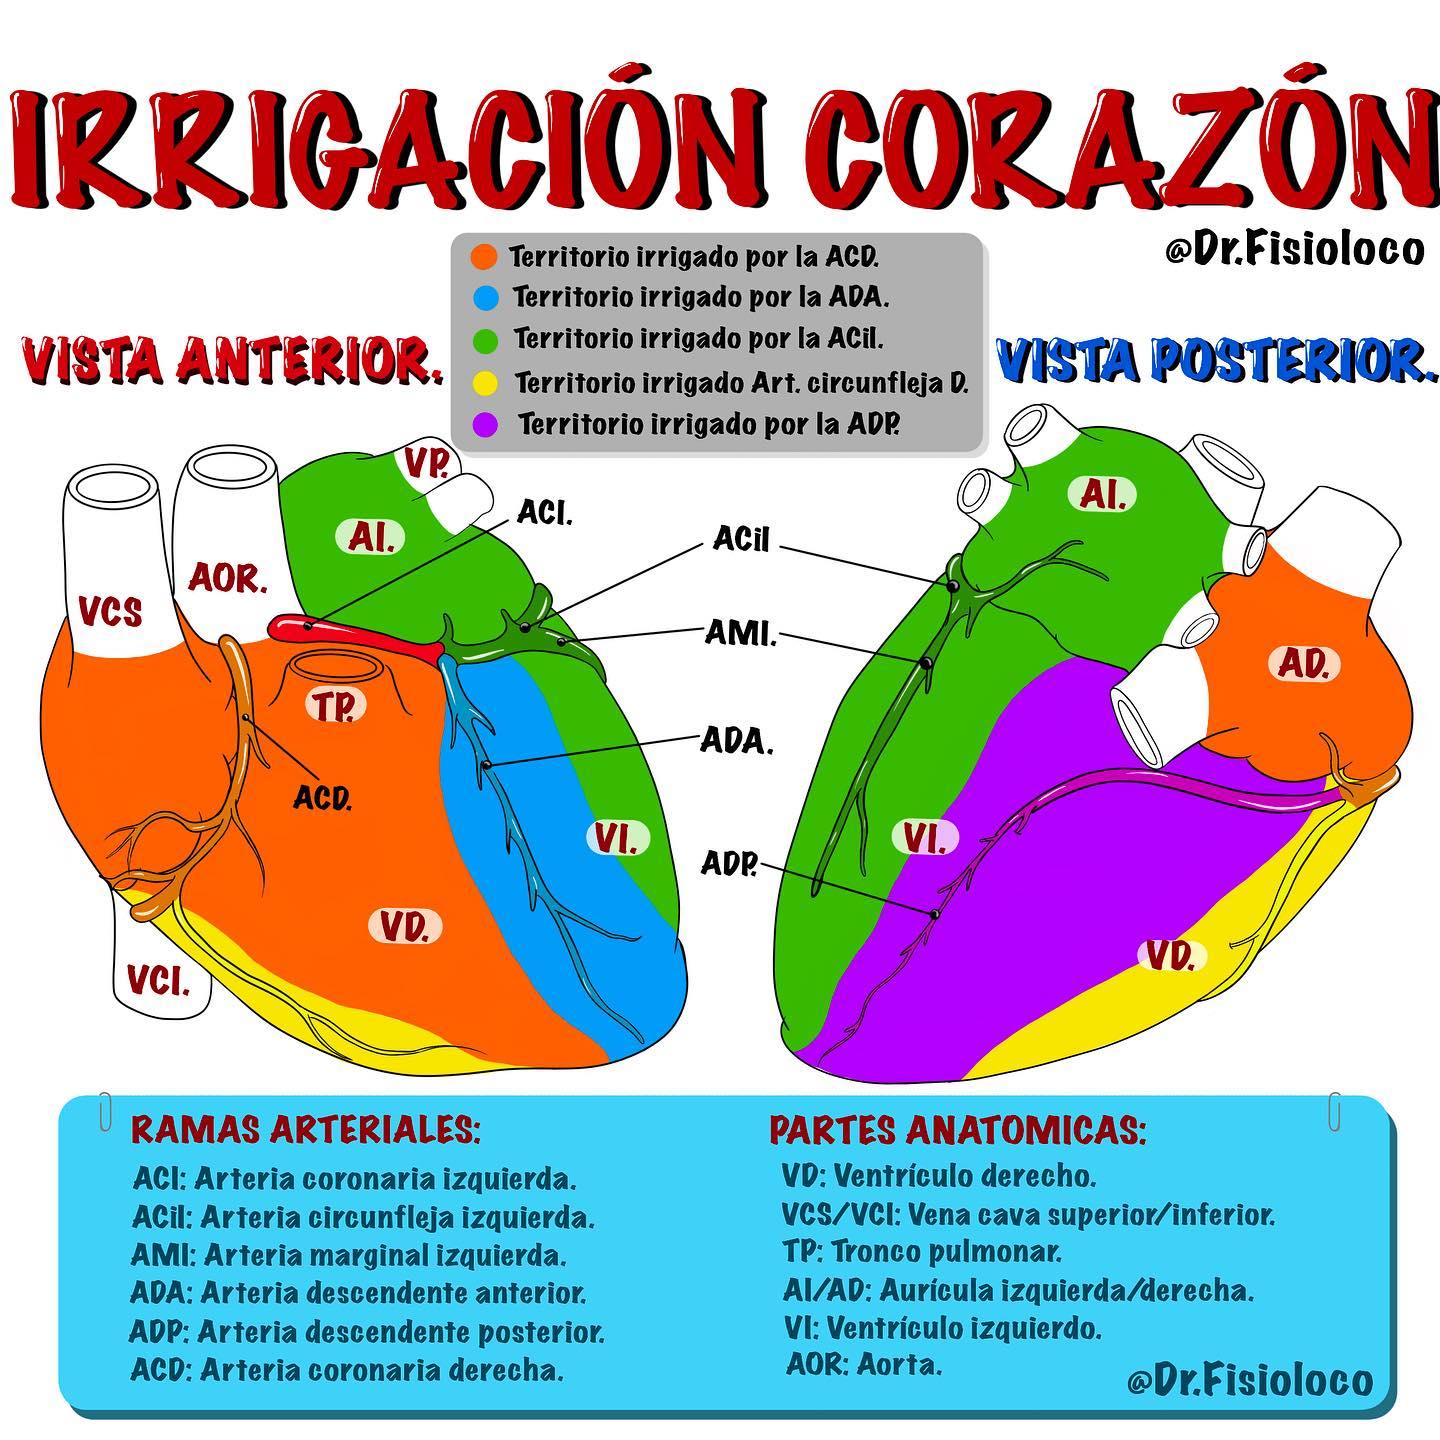 IRRIGACIÓN CORAZÓN
@Dr.Fisioloco
Territorio irrigado por la ACD.
Territorio irrigado por la ADA.
Territorio irrigado por la ACil.
Territorio irrigado Art. circunfleja D.
Territorio irrigado por la ADP.
VISTA ANTERIOR.
VCS
AOR.
AI.
VP.
ACI.
TP.
ACD.
VI.
VD.
VCI.
ACil
AMI.
ADA.
ADP.
VISTA POSTERIOR.
AI.
AD.
VI.
VD.
RAMAS ARTERIALES:
ACI: Arteria coronaria izquierda.
ACil: Arteria circunfleja izquierda.
AMI: Arteria marginal izquierda.
ADA: Arteria descendente anterior.
ADP: Arteria descendente posterior.
ACD: Arteria coronaria derecha.
PARTES ANATOMICAS:
VD: Ventrículo derecho.
VCS/VCI: Vena cava superior/inferior.
TP: Tronco pulmonar.
AI/AD: Aurícula izquierda/derecha.
VI: Ventrículo izquierdo.
AOR: Aorta.
@Dr.Fisioloco